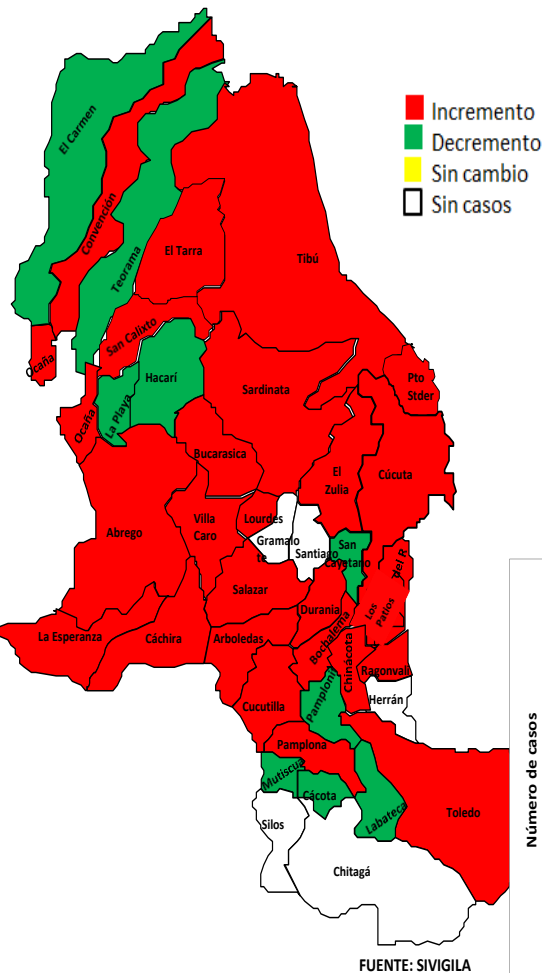 Incremento
Decremento
Sin cambio
Sin casos
El Carmen
Convención
Teorama
El Tarra
Tibú
San Calixto
Ocaña
Hacarí
La Playa
Ocaña
Sardinata
Pto
Stder
Bucarasica
El
Zulia
Cúcuta
Abrego
Villa
Caro
Lourdes
Gramalo
te
Santiago
San
Cayetano
del R
Los
Patios
Salazar
Durania
La Esperanza
Cáchira
Arboledas
Bochalema
Chinácota
Ragonvali
Herrán
Cucutilla
Pamplonit
Pamplona
Mutiscua
Cácota
Labateca
Toledo
Silos
Chitagá
Número de casos
FUENTE: SIVIGILA